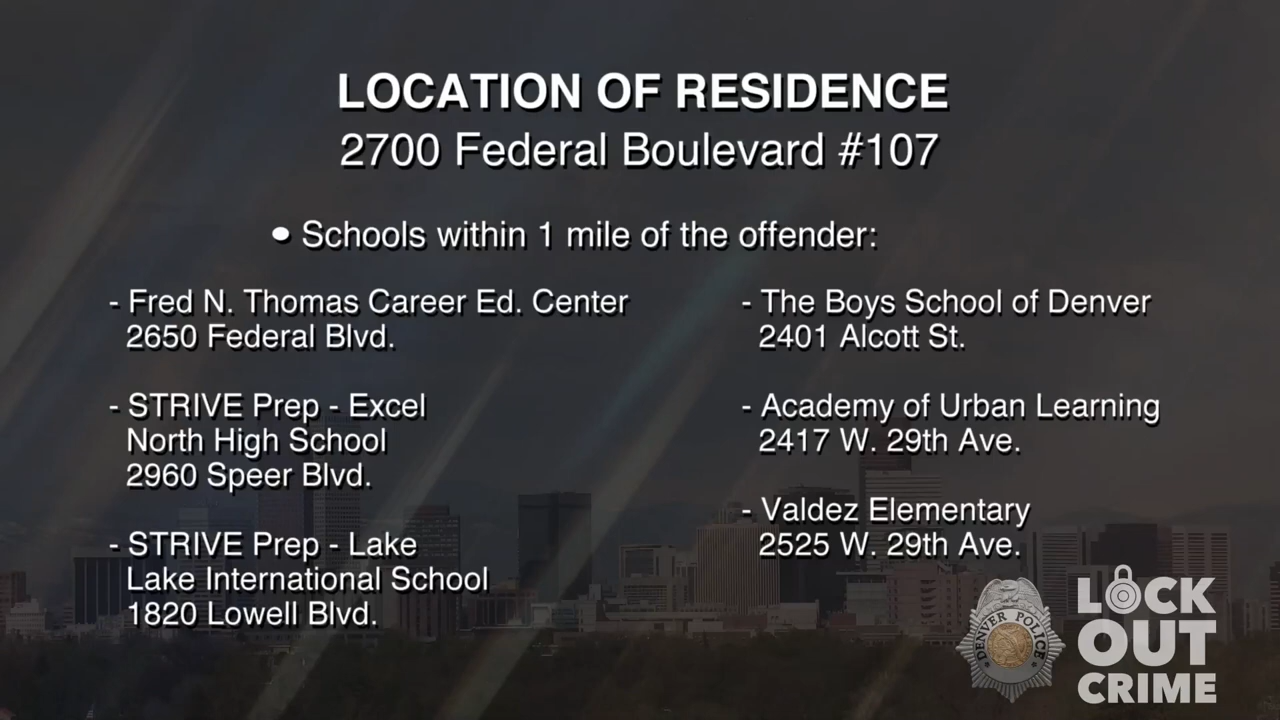 LOCATION OF RESIDENCE
2700 Federal Boulevard #107
• Schools within 1 mile of the offender:
- Fred N. Thomas Career Ed. Center
2650 Federal Blvd.
- STRIVE Prep - Excel
North High School
2960 Speer Blvd.
- STRIVE Prep - Lake
Lake International School
1820 Lowell Blvd.
- The Boys School of Denver
2401 Alcott St.
- Academy of Urban Learning
2417 W. 29th Ave.
- Valdez Elementary
2525 W. 29th Ave.
DENVER POLICE
LOCK
OUT
CRIME